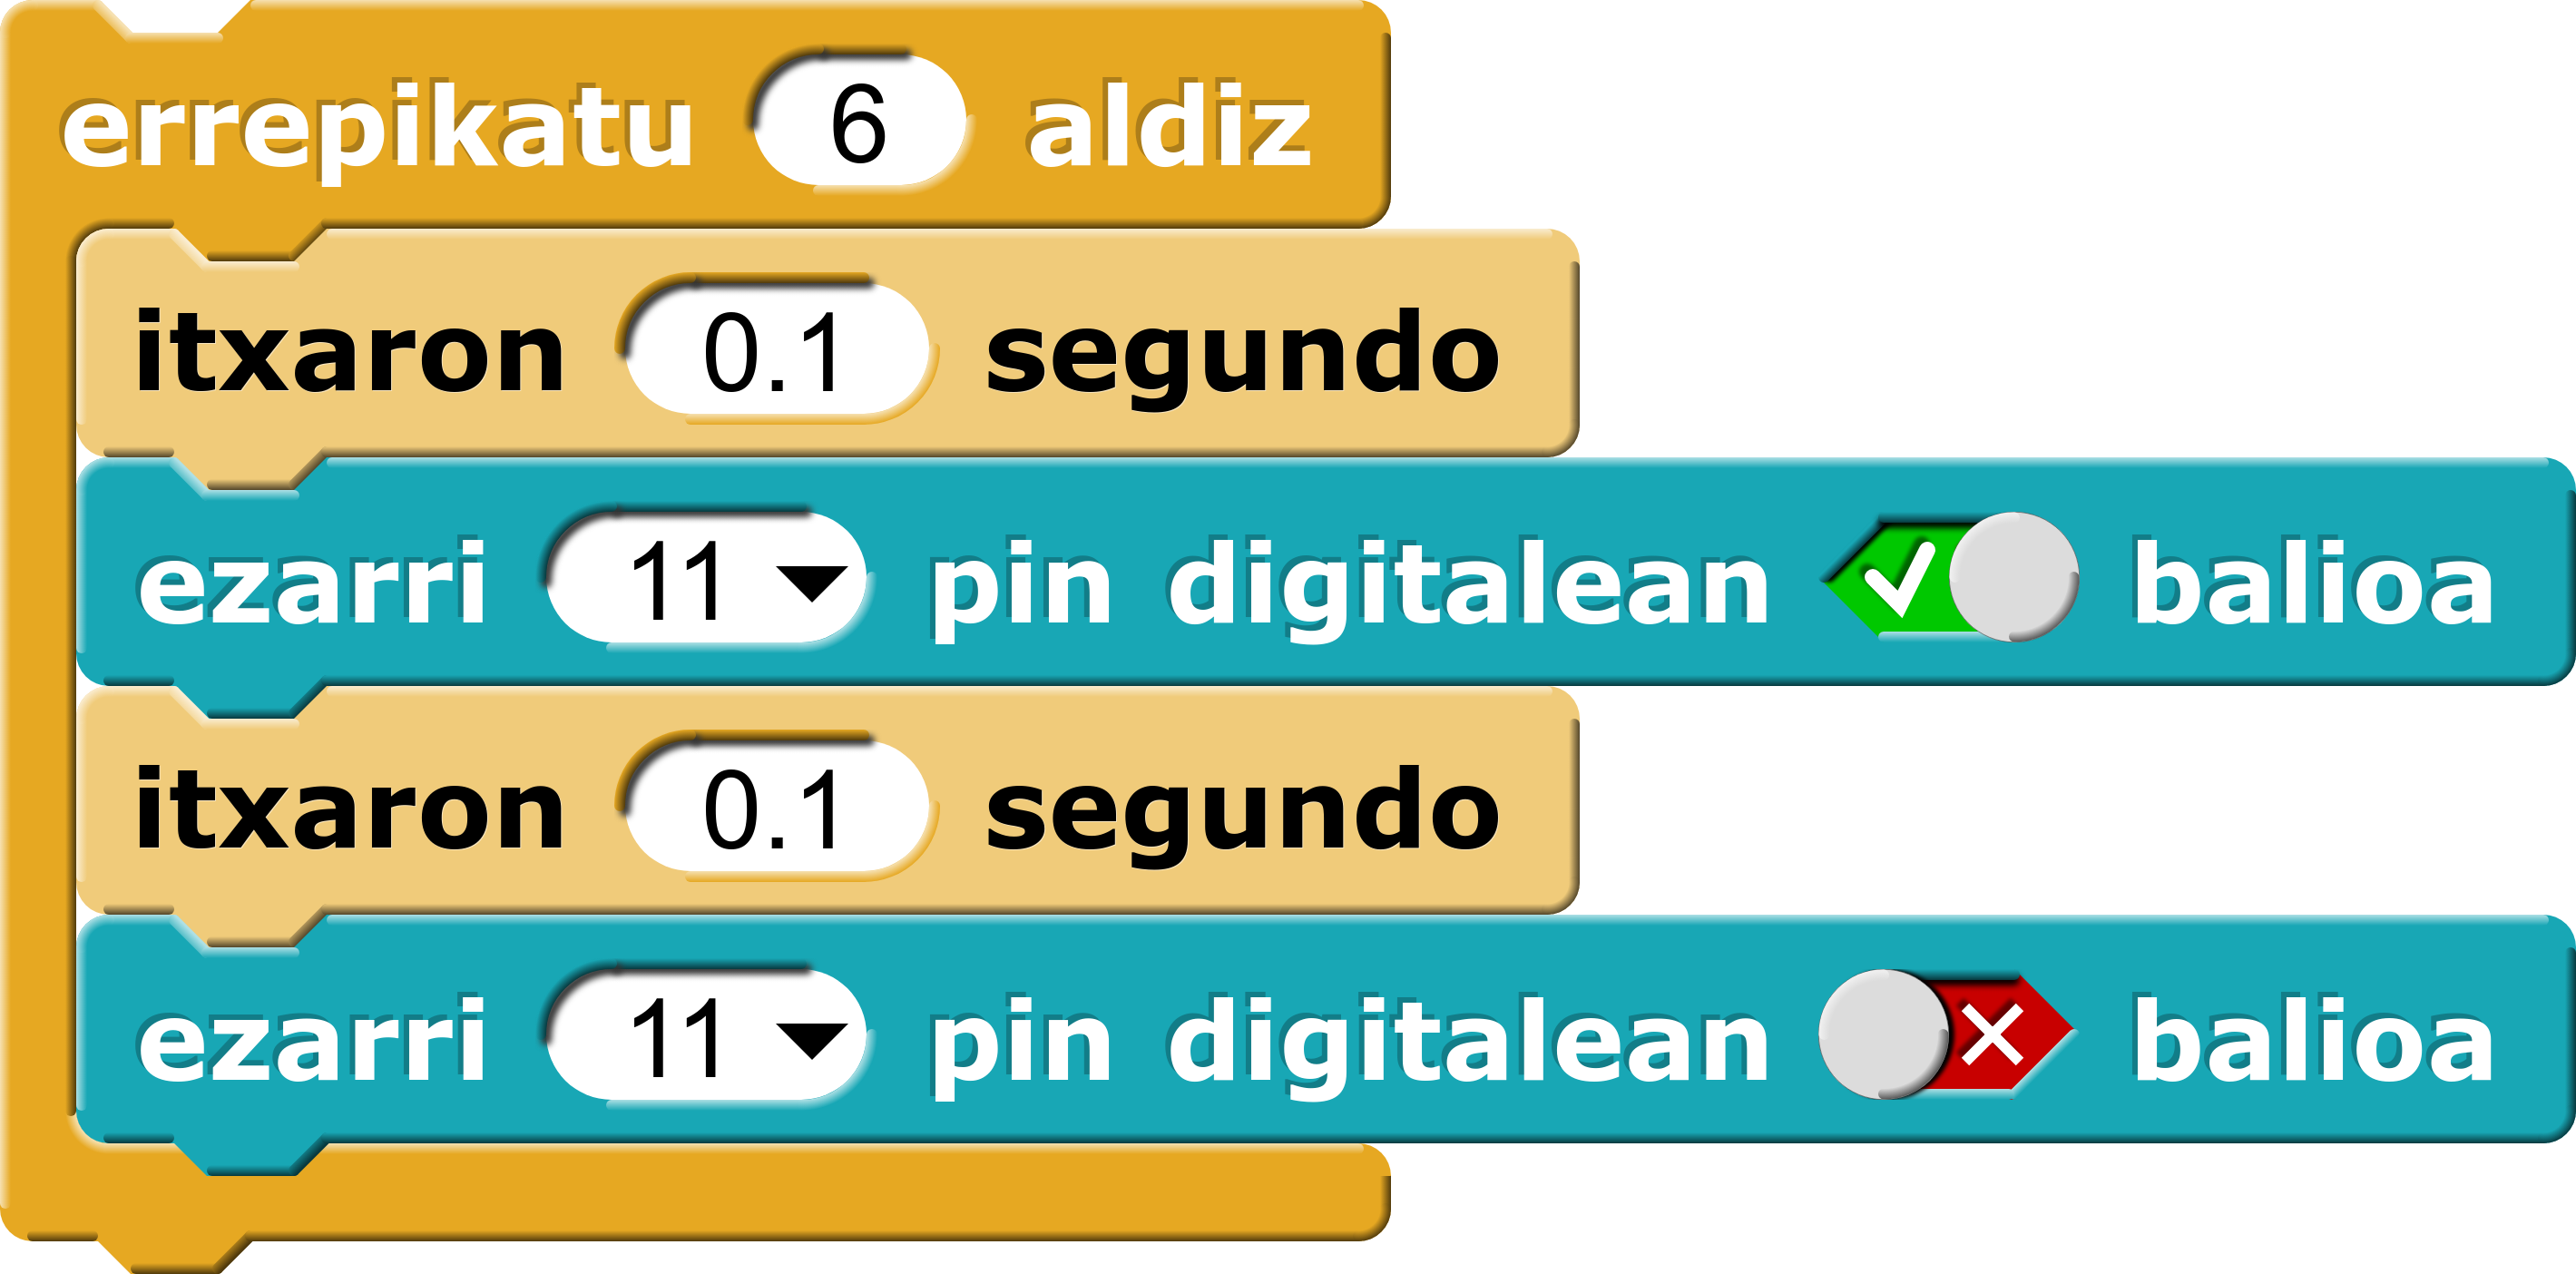 errepikatu 6 aldiz
itxaron 0.1 segundo
ezarri 11 pin digitalean balioa
itxaron 0.1 segundo
ezarri 11 pin digitalean balioa